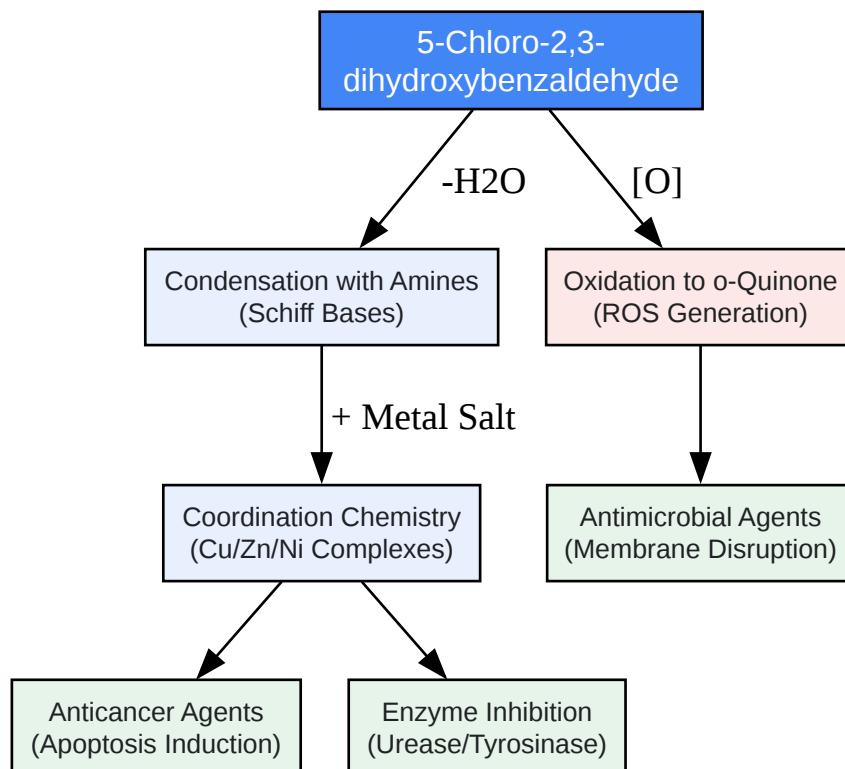 5-Chloro-2,3-
dihydroxybenzaldehyde
-H2O
[O]
Condensation with Amines
(Schiff Bases)
Oxidation to o-Quinone
(ROS Generation)
+ Metal Salt
Coordination Chemistry
(Cu/Zn/Ni Complexes)
Antimicrobial Agents
(Membrane Disruption)
Anticancer Agents
(Apoptosis Induction)
Enzyme Inhibition
(Urease/Tyrosinase)